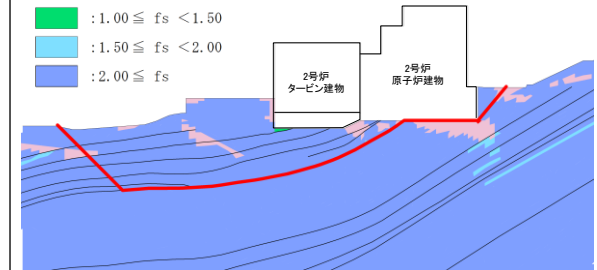 :1.00≦ fs <1.50
:1.50≦ fs <2.00
:2.00≦ fs
2号炉
タービン建物
2号炉
原子炉建物